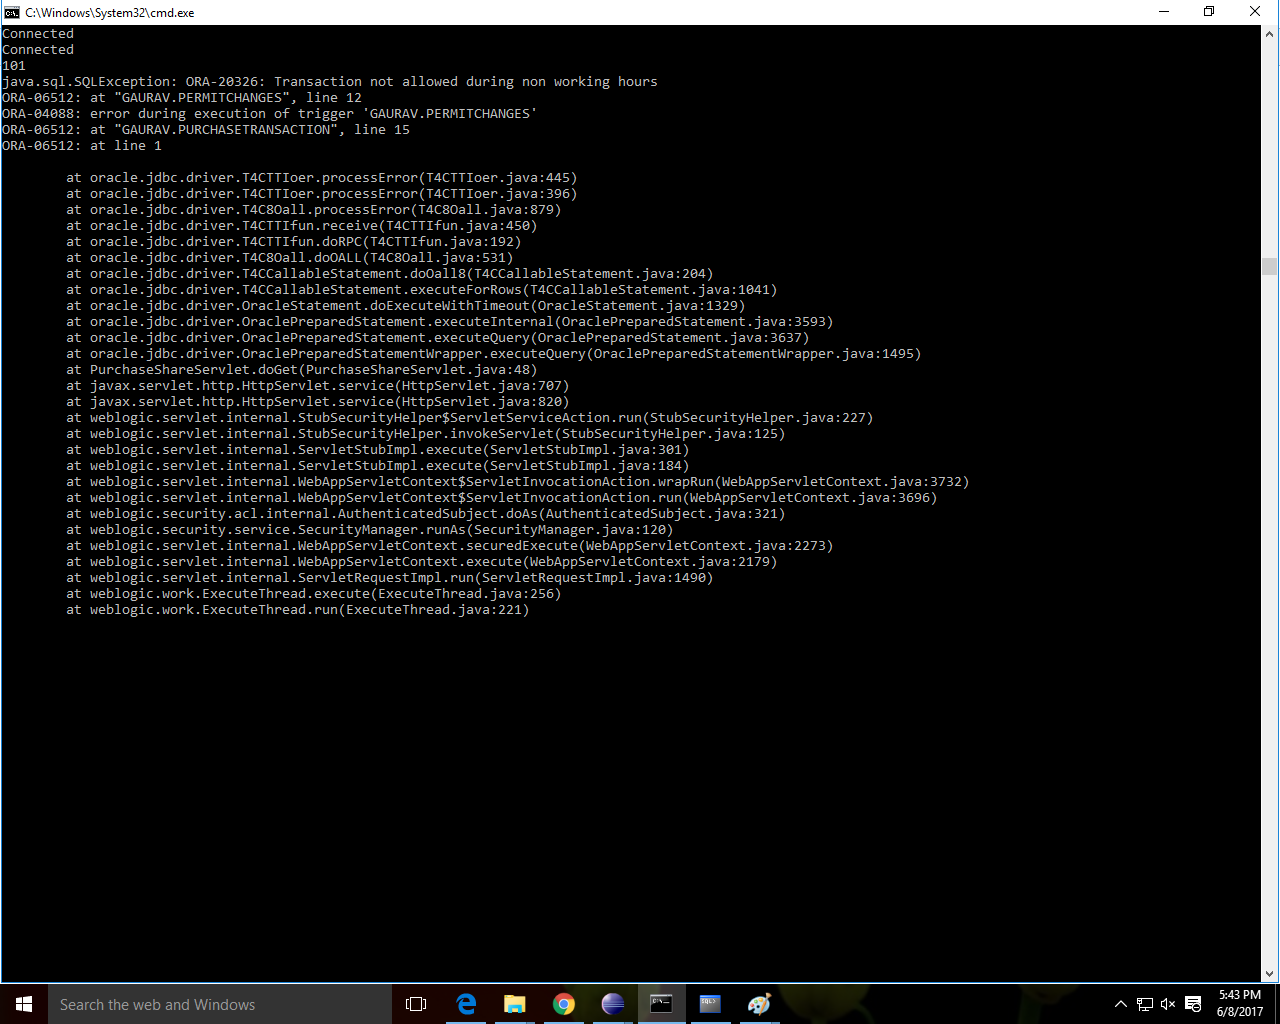 C:\Windows\System32\cmd.exe
Connected
Connected
101
java.sql.SQLException: ORA-20326: Transaction not allowed during non working hours
ORA-06512: at "GAURAV.PERMITCHANGES", line 12
ORA-04088: error during execution of trigger 'GAURAV.PERMITCHANGES'
ORA-06512: at "GAURAV.PURCHASETRANSACTION", line 15
ORA-06512: at line 1
at oracle.jdbc.driver.T4CTTIoer.processError(T4CTTIoer.java:445)
at oracle.jdbc.driver.T4CTTIoer.processError(T4CTTIoer.java:396)
at oracle.jdbc.driver.T4C8Oall.processError(T4C8Oall.java:879)
at oracle.jdbc.driver.T4CTTIfun.receive(T4CTTIfun.java:450)
at oracle.jdbc.driver.T4CTTIfun.doRPC(T4CTTIfun.java:192)
at oracle.jdbc.driver.T4C8Oall.doOALL(T4C8Oall.java:531)
at oracle.jdbc.driver.T4CCallableStatement.doOall8(T4CCallableStatement.java:204)
at oracle.jdbc.driver.T4CCallableStatement.executeForRows(T4CCallableStatement.java:1041)
at oracle.jdbc.driver.OracleStatement.doExecuteWithTimeout(OracleStatement.java:1329)
at oracle.jdbc.driver.OraclePreparedStatement.executeInternal(OraclePreparedStatement.java:3593)
at oracle.jdbc.driver.OraclePreparedStatement.executeQuery(OraclePreparedStatement.java:3637)
at oracle.jdbc.driver.OraclePreparedStatementWrapper.executeQuery(OraclePreparedStatementWrapper.java:1495)
at PurchaseShareServlet.doGet(PurchaseShareServlet.java:48)
at javax.servlet.http.HttpServlet.service(HttpServlet.java:707)
at javax.servlet.http.HttpServlet.service(HttpServlet.java:820)
at weblogic.servlet.internal.StubSecurityHelper$ServletServiceAction.run(StubSecurityHelper.java:227)
at weblogic.servlet.internal.StubSecurityHelper.invokeServlet(StubSecurityHelper.java:125)
at weblogic.servlet.internal.ServletStubImpl.execute(ServletStubImpl.java:301)
at weblogic.servlet.internal.ServletStubImpl.execute(ServletStubImpl.java:184)
at weblogic.servlet.internal.WebAppServletContext$ServletInvocationAction.wrapRun(WebAppServletContext.java:3732)
at weblogic.servlet.internal.WebAppServletContext$ServletInvocationAction.run(WebAppServletContext.java:3696)
at weblogic.security.acl.internal.AuthenticatedSubject.doAs(AuthenticatedSubject.java:321)
at weblogic.security.service.SecurityManager.runAs(SecurityManager.java:120)
at weblogic.servlet.internal.WebAppServletContext.securedExecute(WebAppServletContext.java:2273)
at weblogic.servlet.internal.WebAppServletContext.execute(WebAppServletContext.java:2179)
at weblogic.servlet.internal.ServletRequestImpl.run(ServletRequestImpl.java:1490)
at weblogic.work.ExecuteThread.execute(ExecuteThread.java:256)
at weblogic.work.ExecuteThread.run(ExecuteThread.java:221)
Search the web and Windows
5:43 PM
6/8/2017